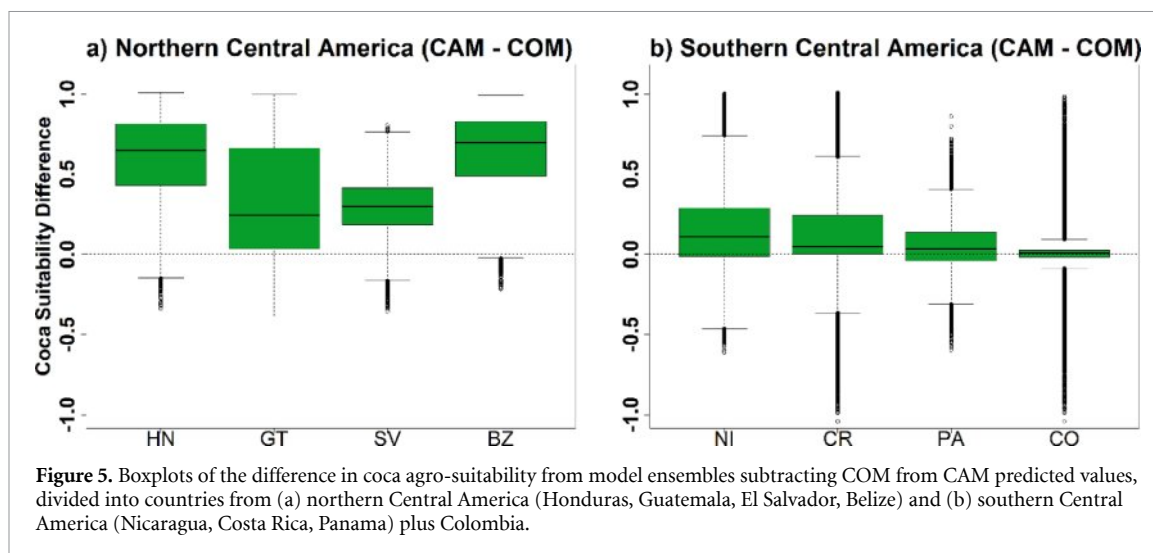 a) Northern Central America (CAM - COM)
b) Southern Central America (CAM - COM)
Coca Suitability Difference
1.0
0.5
0.0
-0.5
-1.0
HN GT SV BZ
1.0
0.5
0.0
-0.5
-1.0
NI CR PA CO
Figure 5. Boxplots of the difference in coca agro-suitability from model ensembles subtracting COM from CAM predicted values,
divided into countries from (a) northern Central America (Honduras, Guatemala, El Salvador, Belize) and (b) southern Central
America (Nicaragua, Costa Rica, Panama) plus Colombia.